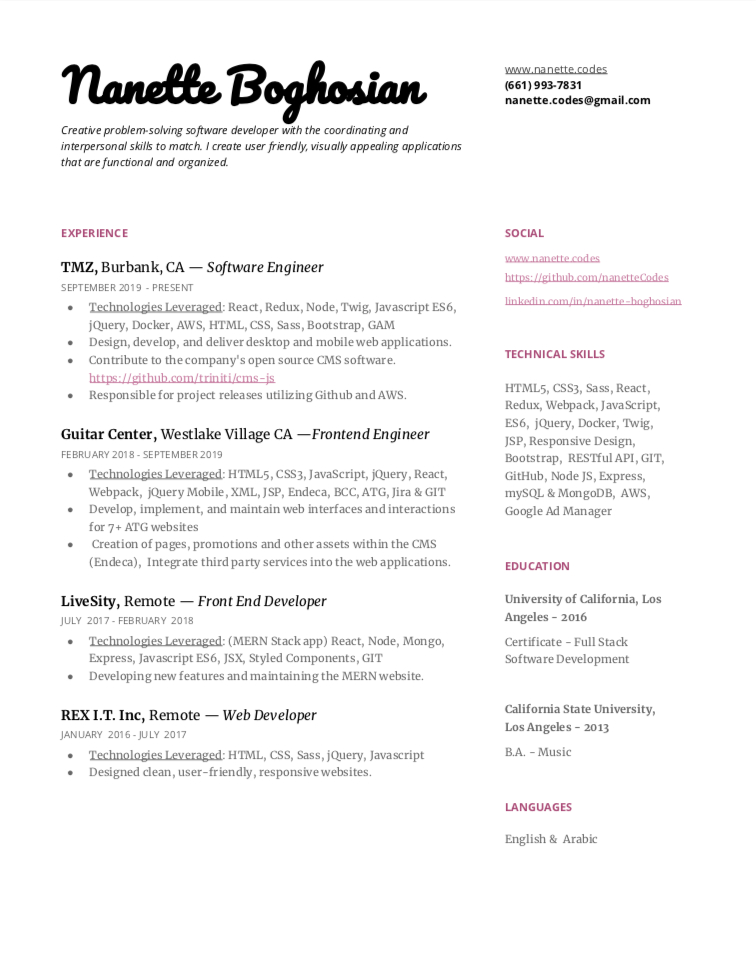 Nanette Boghosian
Creative problem-solving software developer with the coordinating and
interpersonal skills to match. I create user friendly, visually appealing applications
that are functional and organized.
www.nanette.codes
(661) 993-7831
nanette.codes@gmail.com
EXPERIENCE
TMZ, Burbank, CA — Software Engineer
SEPTEMBER 2019 - PRESENT
● Technologies Leveraged: React, Redux, Node, Twig, Javascript ES6,
jQuery, Docker, AWS, HTML, CSS, Sass, Bootstrap, GAM
● Design, develop, and deliver desktop and mobile web applications.
● Contribute to the company's open source CMS software.
https://github.com/triniti/cms-js
● Responsible for project releases utilizing Github and AWS.
Guitar Center, Westlake Village CA —Frontend Engineer
FEBRUARY 2018 - SEPTEMBER 2019
● Technologies Leveraged: HTML5, CSS3, JavaScript, jQuery, React,
Webpack, jQuery Mobile, XML, JSP, Endeca, BCC, ATG, Jira & GIT
● Develop, implement, and maintain web interfaces and interactions
for 7+ ATG websites
● Creation of pages, promotions and other assets within the CMS
(Endeca), Integrate third party services into the web applications.
LiveSity, Remote — Front End Developer
JULY 2017 - FEBRUARY 2018
● Technologies Leveraged: (MERN Stack app) React, Node, Mongo,
Express, Javascript ES6, JSX, Styled Components, GIT
● Developing new features and maintaining the MERN website.
REX I.T. Inc, Remote — Web Developer
JANUARY 2016 - JULY 2017
● Technologies Leveraged: HTML, CSS, Sass, jQuery, Javascript
● Designed clean, user-friendly, responsive websites.
SOCIAL
www.nanette.codes
https://github.com/nanetteCodes
linkedin.com/in/nanette-boghosian
TECHNICAL SKILLS
HTML5, CSS3, Sass, React,
Redux, Webpack, JavaScript,
ES6, jQuery, Docker, Twig,
JSP, Responsive Design,
Bootstrap, RESTful API, GIT,
GitHub, Node JS, Express,
mySQL & MongoDB, AWS,
Google Ad Manager
EDUCATION
University of California, Los
Angeles - 2016
Certificate - Full Stack
Software Development
California State University,
Los Angeles - 2013
B.A. - Music
LANGUAGES
English & Arabic